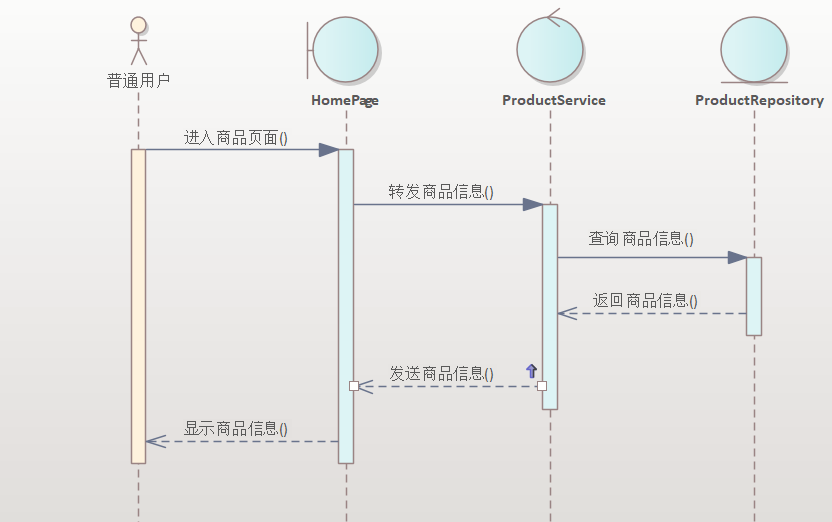 普通用户
HomePage
ProductService
ProductRepository
进入商品页面()
转发商品信息()
查询商品信息()
返回商品信息()
发送商品信息()
显示商品信息()